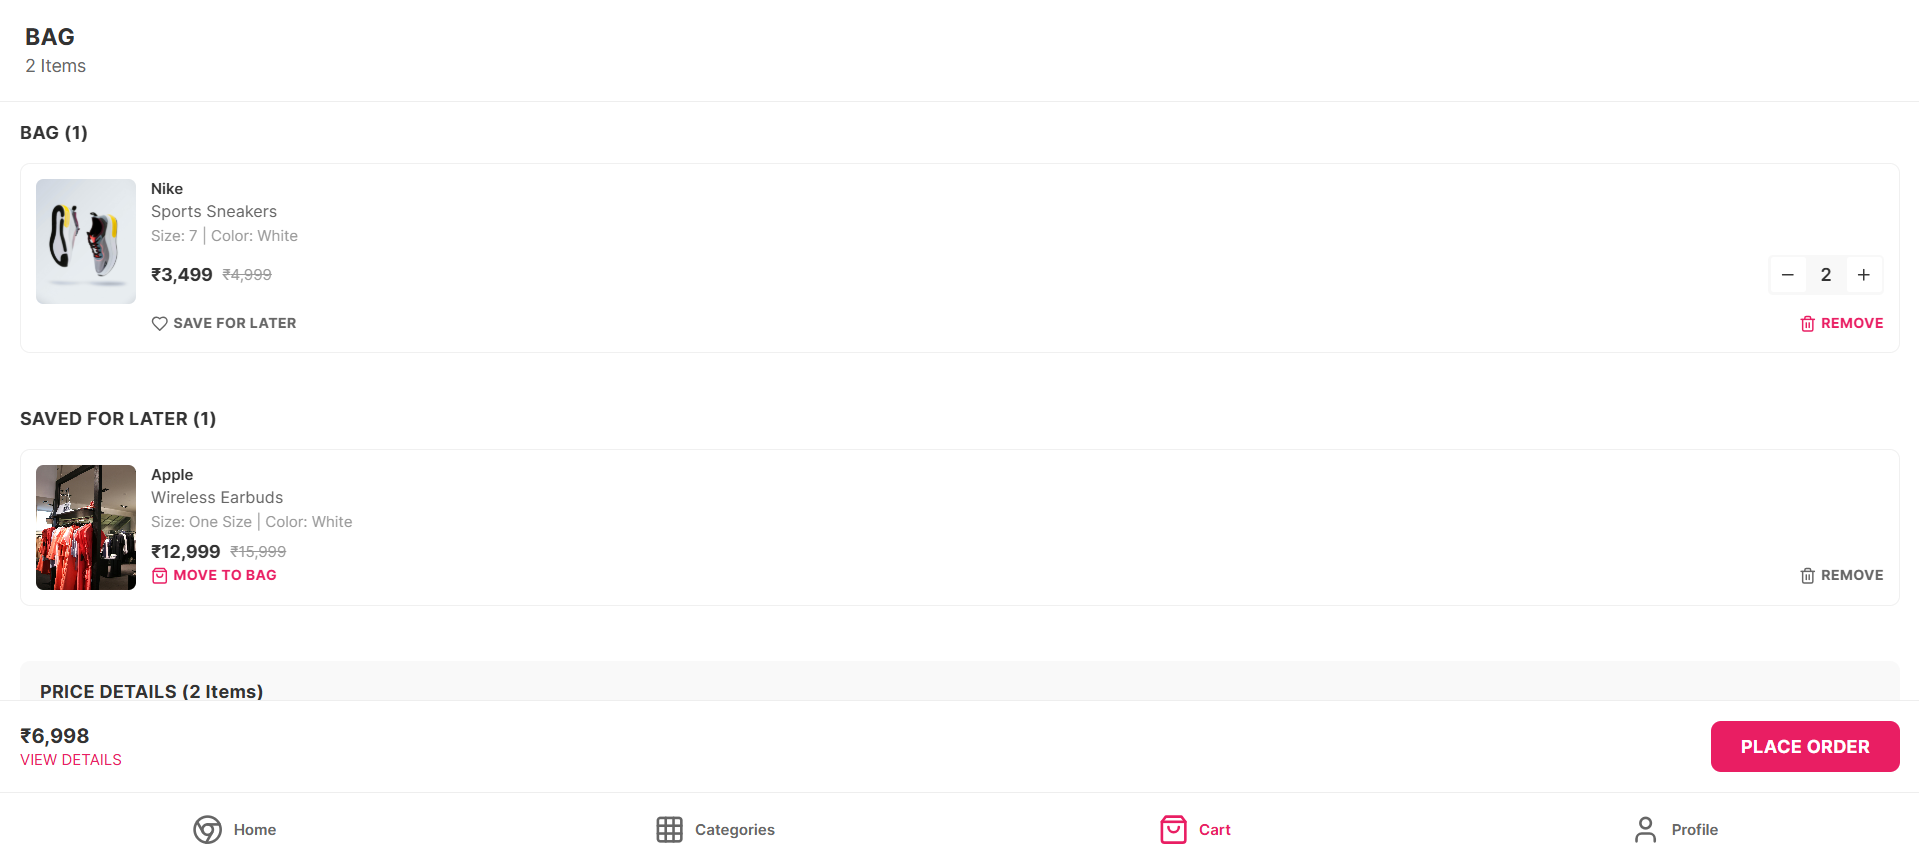 BAG
2 Items
BAG (1)
Nike
Sports Sneakers
Size: 7 | Color: White
₹3,499 ₹4,999
− 2 +
SAVE FOR LATER
REMOVE
SAVED FOR LATER (1)
Apple
Wireless Earbuds
Size: One Size | Color: White
₹12,999 ₹15,999
MOVE TO BAG
REMOVE
PRICE DETAILS (2 Items)
₹6,998
VIEW DETAILS
PLACE ORDER
Home
Categories
Cart
Profile